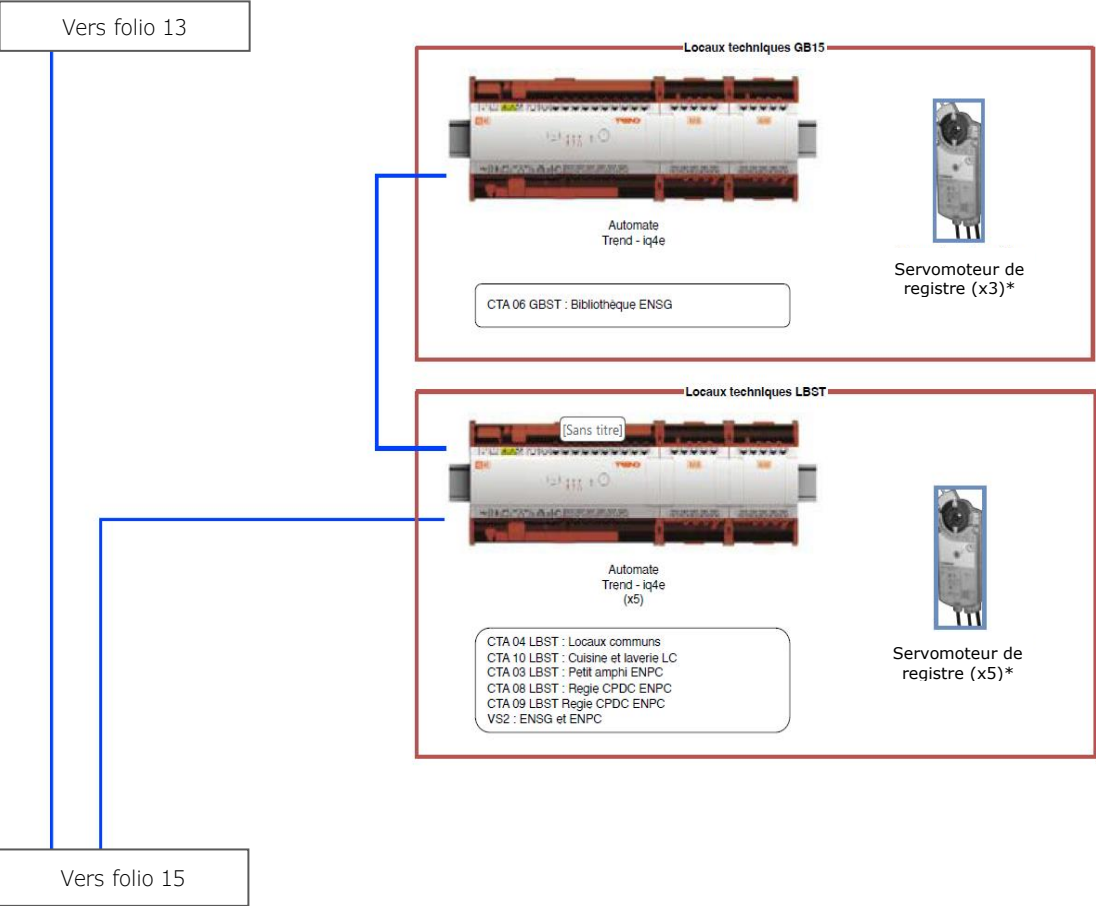 Vers folio 13
Locaux techniques GB15
TREND
Automate
Trend - iq4e
Servomoteur de
registre (x3)*
CTA 06 GBST : Bibliothèque ENSG
Locaux techniques LBST
[Sans titre]
TREND
Automate
Trend - iq4e
(x5)
Servomoteur de
registre (x5)*
CTA 04 LBST : Locaux communs
CTA 10 LBST : Cuisine et laverie LC
CTA 03 LBST : Petit amphi ENPC
CTA 08 LBST : Regie CPDC ENPC
CTA 09 LBST Regie CPDC ENPC
VS2 : ENSG et ENPC
Vers folio 15